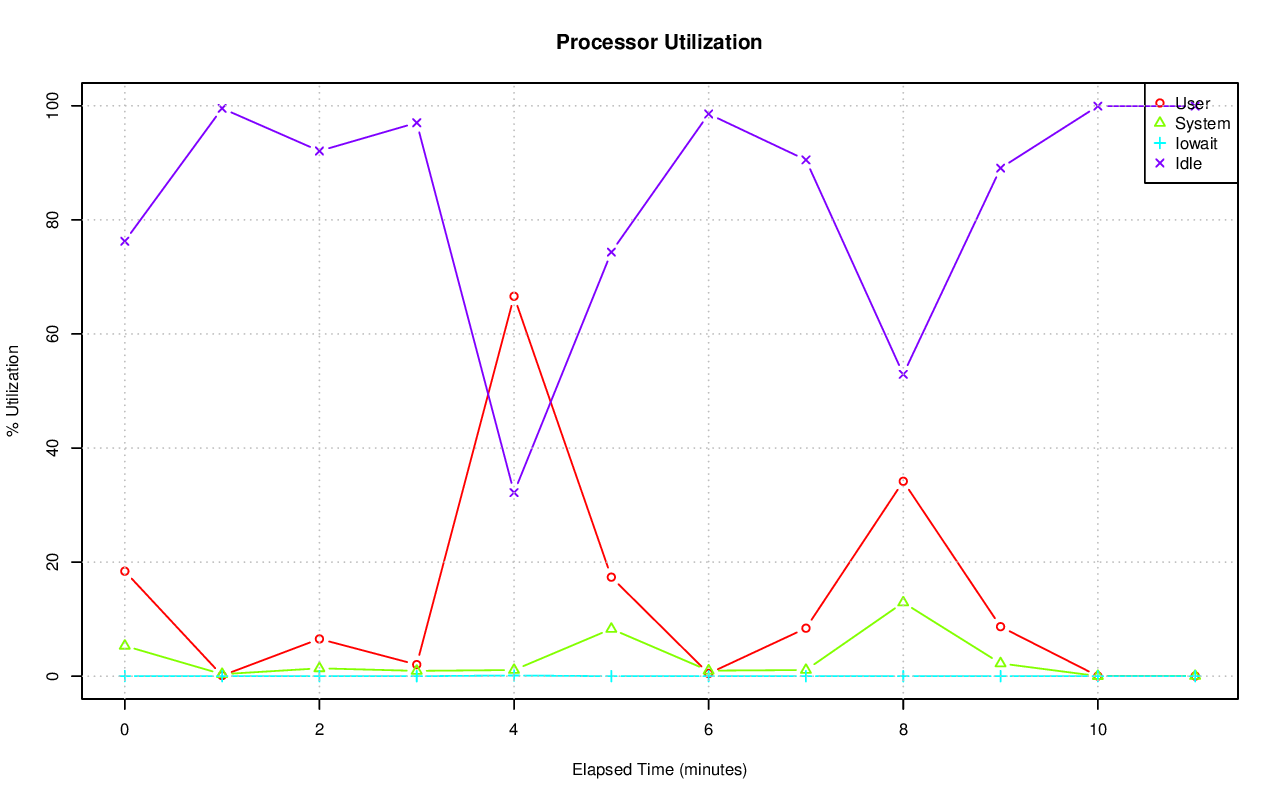 Processor Utilization
% Utilization
100
80
60
40
20
0
User
System
Iowait
Idle
0 2 4 6 8 10
Elapsed Time (minutes)